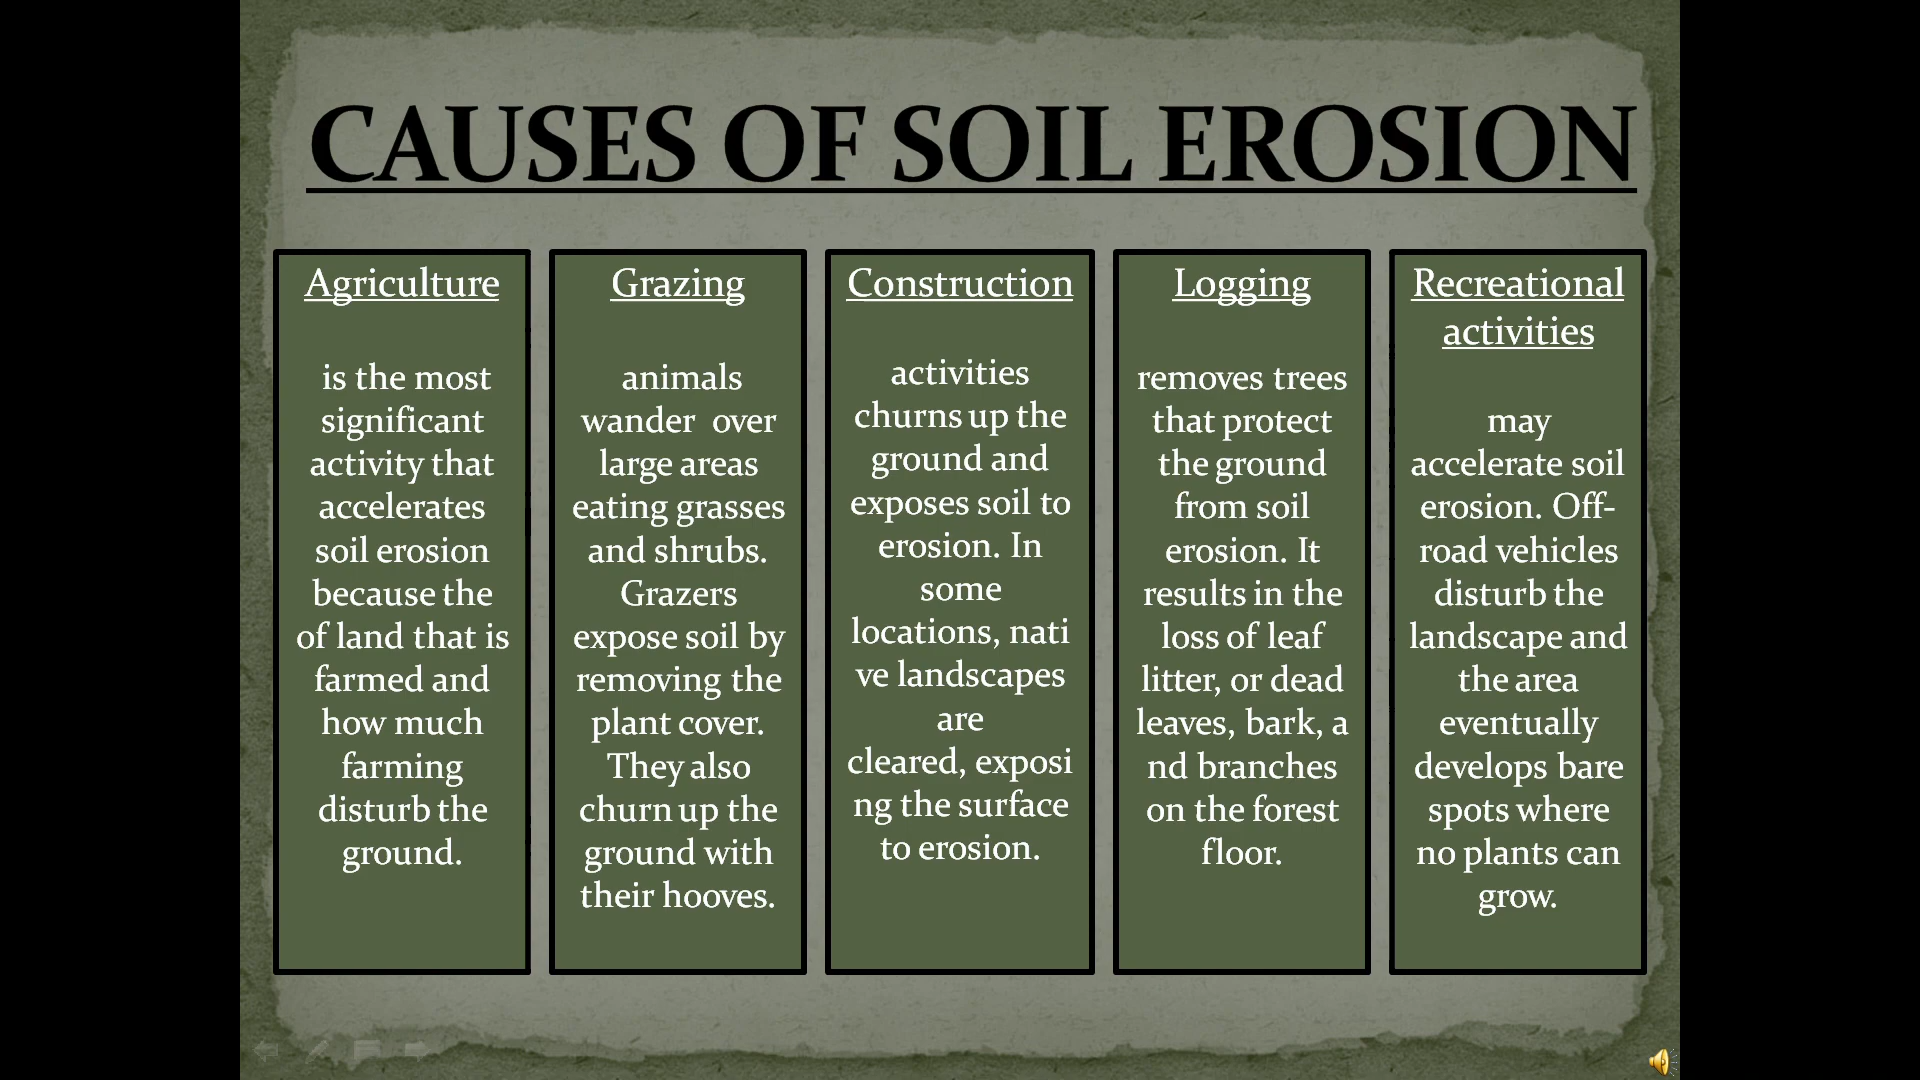 CAUSES OF SOIL EROSION
Agriculture
is the most
significant
activity that
accelerates
soil erosion
because the
of land that is
farmed and
how much
farming
disturb the
ground.
Grazing
animals
wander over
large areas
eating grasses
and shrubs.
Grazers
expose soil by
removing the
plant cover.
They also
churn up the
ground with
their hooves.
Construction
activities
churns up the
ground and
exposes soil to
erosion. In
some
locations, nati
ve landscapes
are
cleared, exposi
ng the surface
to erosion.
Logging
removes trees
that protect
the ground
from soil
erosion. It
results in the
loss of leaf
litter, or dead
leaves, bark, a
nd branches
on the forest
floor.
Recreational
activities
may
accelerate soil
erosion. Off-
road vehicles
disturb the
landscape and
the area
eventually
develops bare
spots where
no plants can
grow.